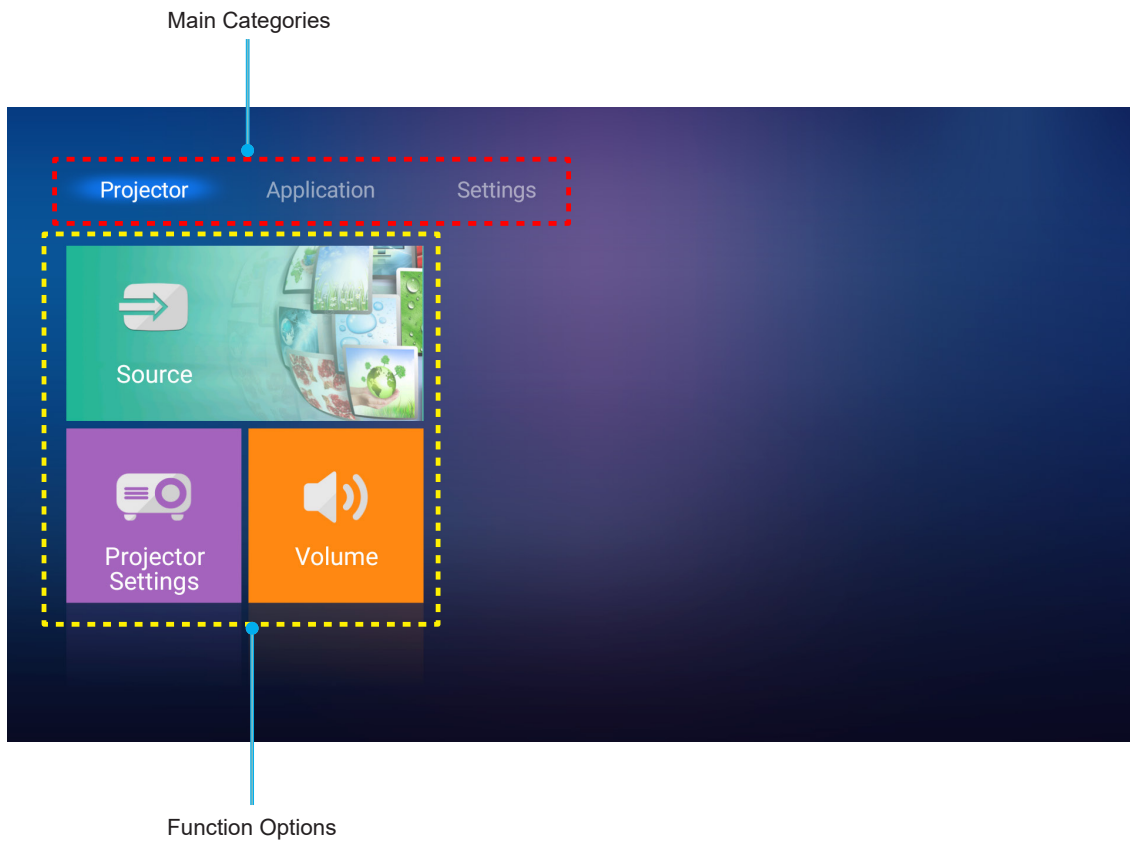 Main Categories
Projector Application Settings
Source
Projector
Settings
Volume
Function Options